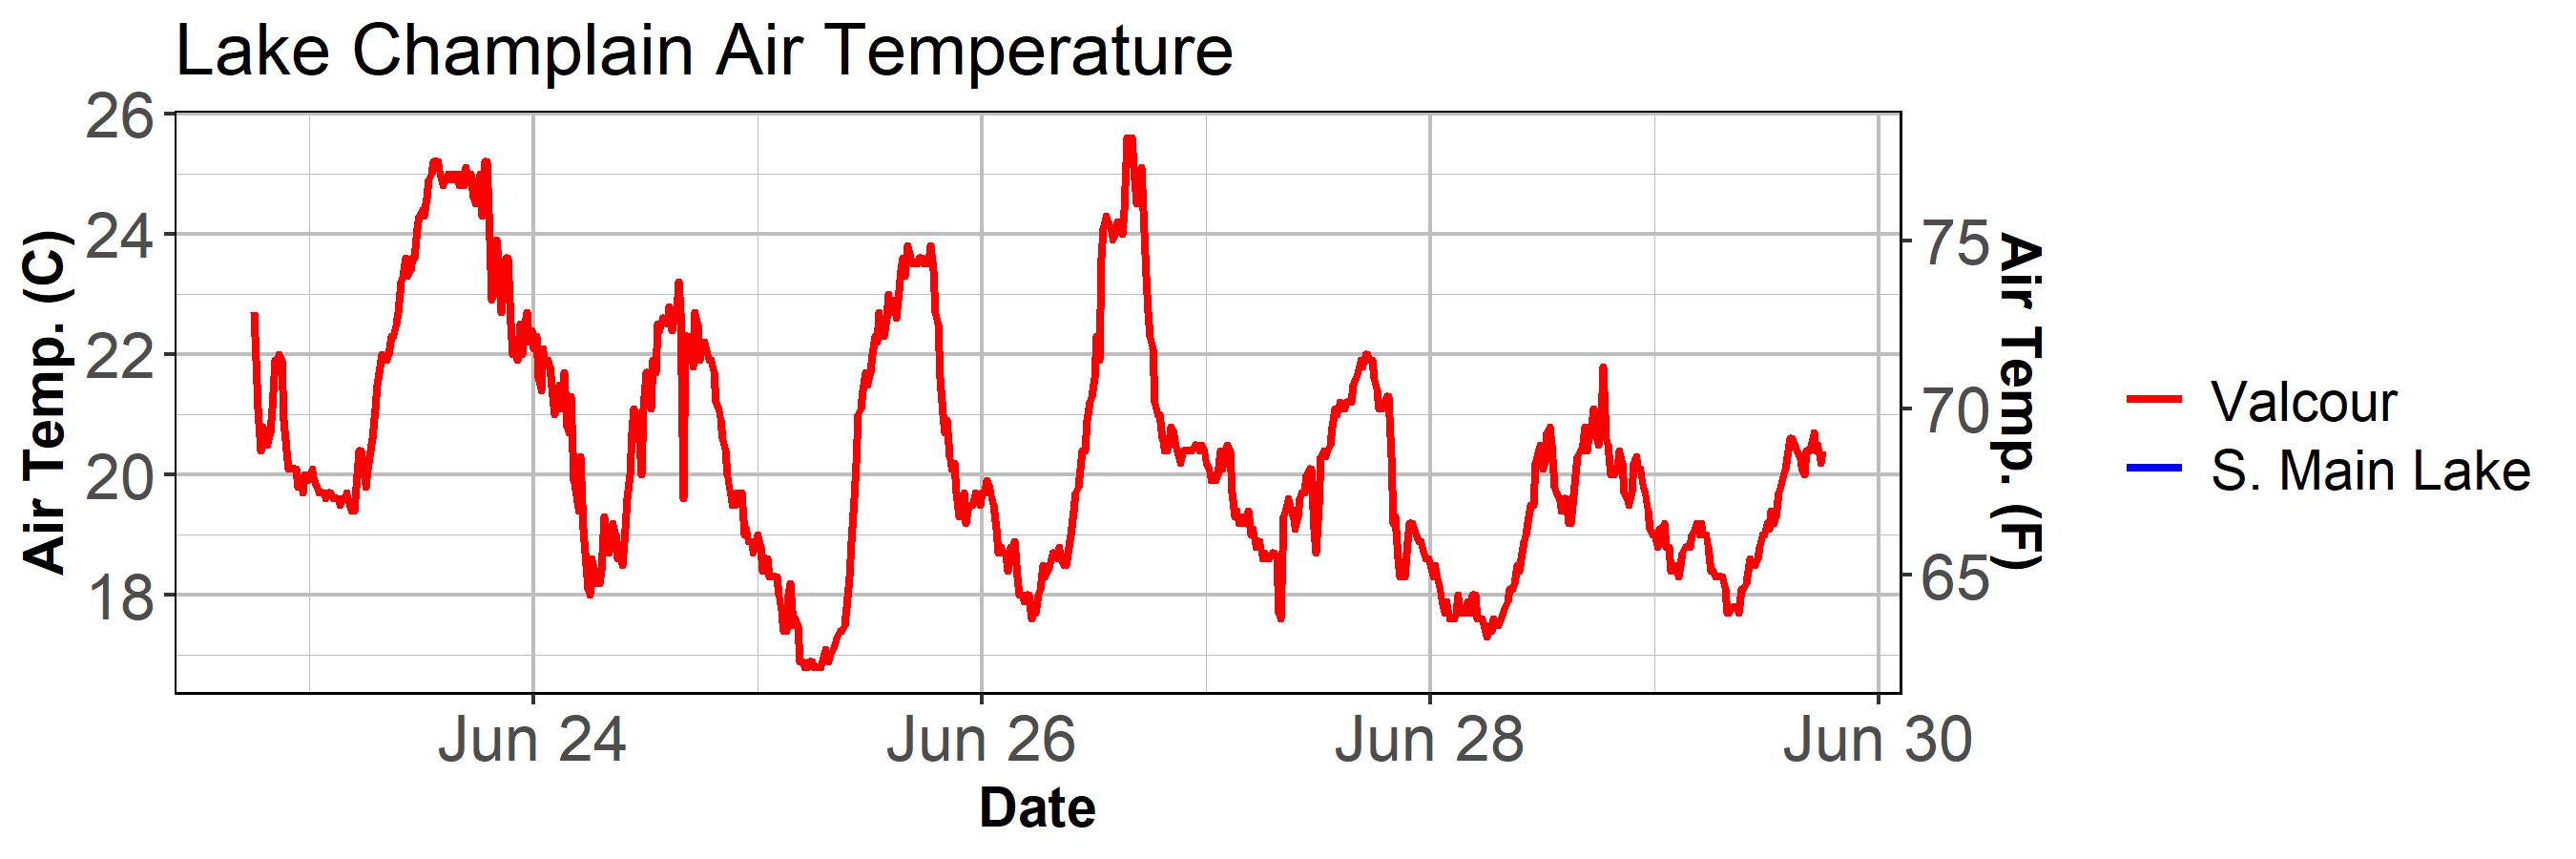 Lake Champlain Air Temperature
26
24
22
20
18
Air Temp. (C)
75
70
65
Air Temp. (F)
Jun 24
Jun 26
Jun 28
Jun 30
Date
Valcour
S. Main Lake